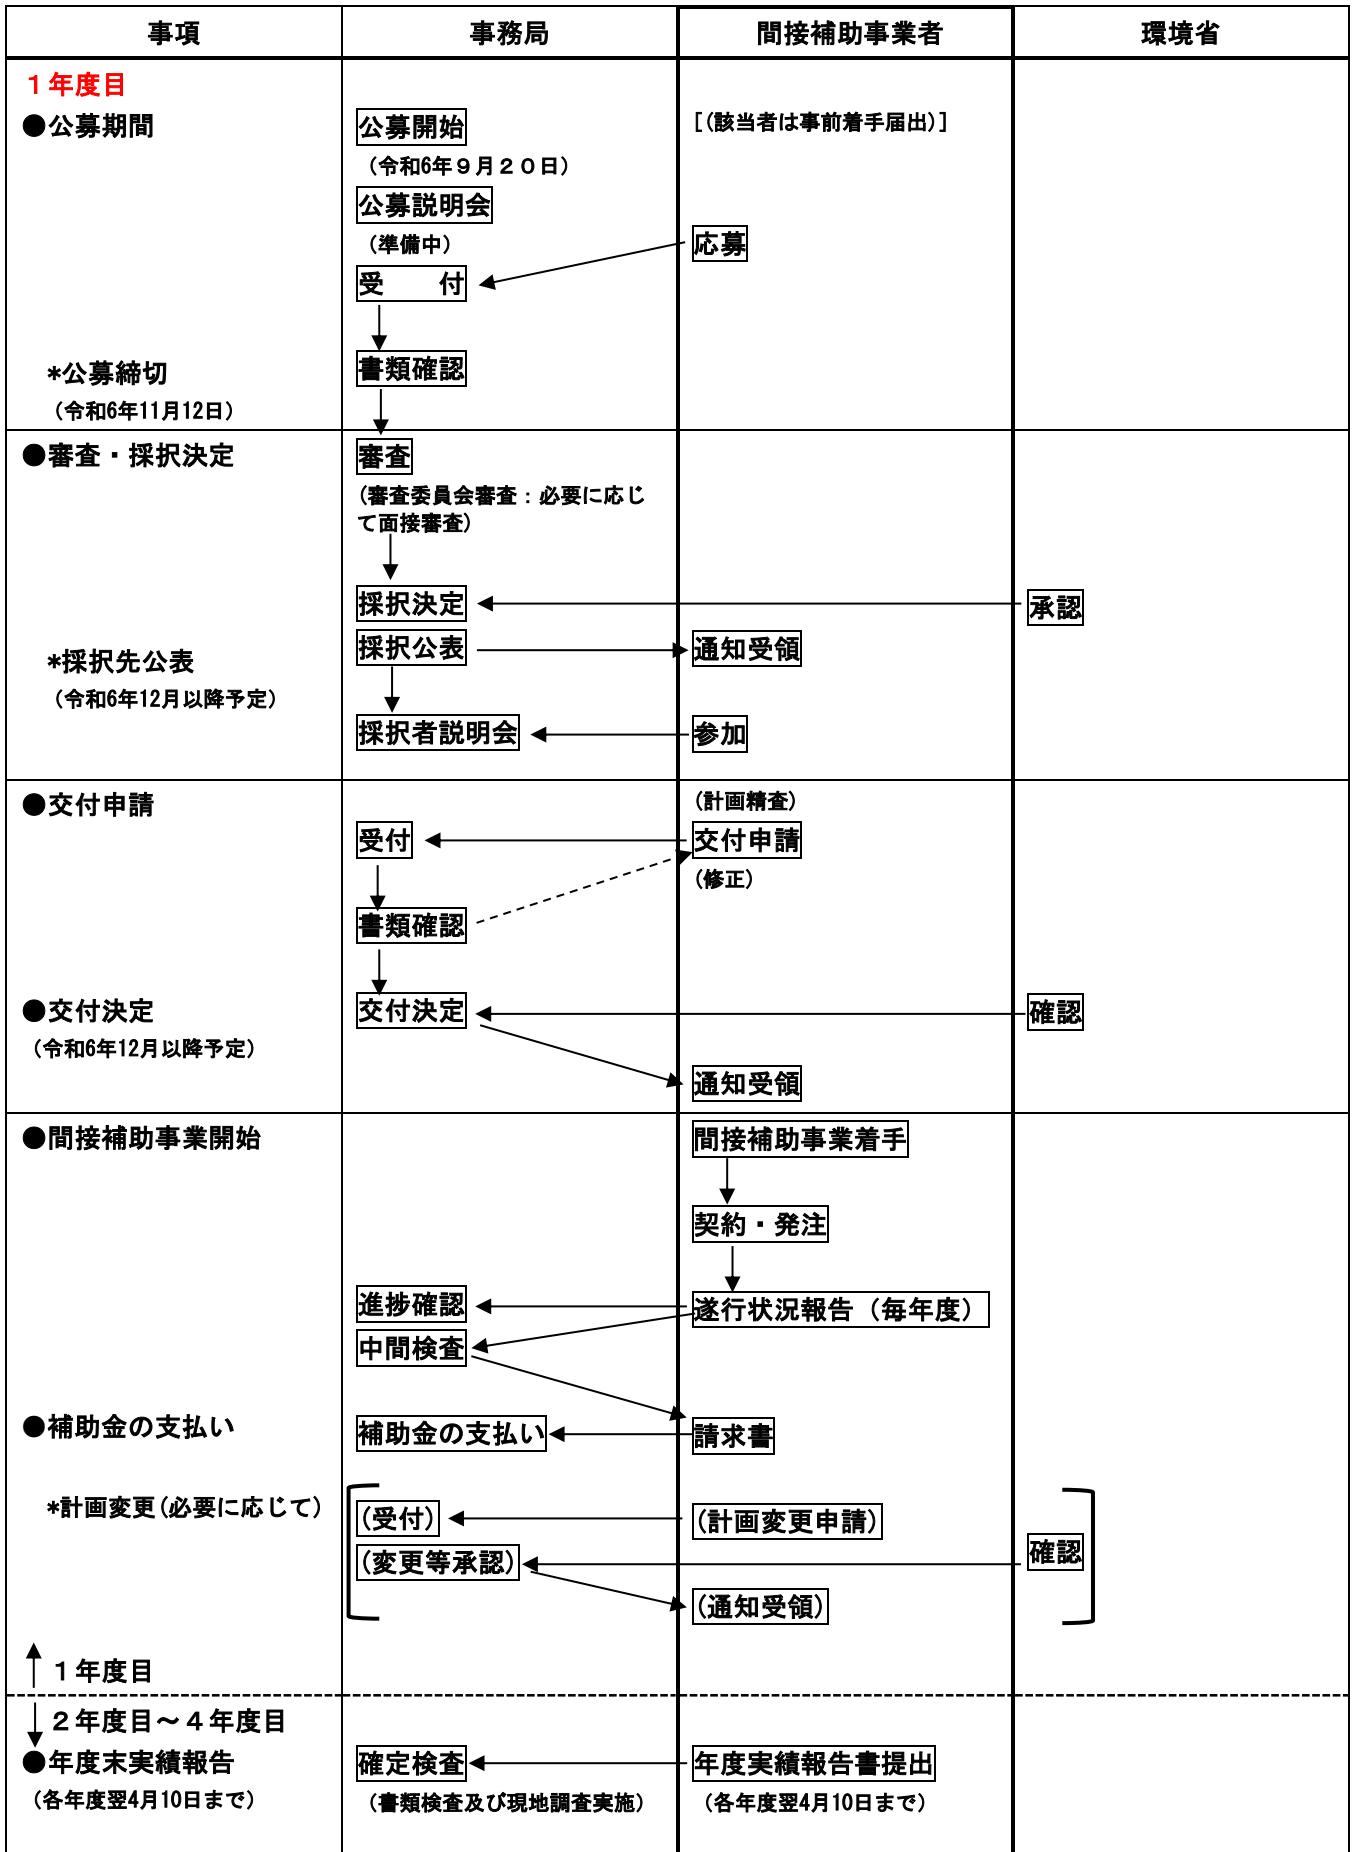 事項 事務局 間接補助事業者 環境省
１年度目
●公募期間 公募開始 [(該当者は事前着手届出)]
（令和6年９月２０日）
公募説明会
（準備中） 応募
受　　付
*公募締切 書類確認
（令和6年11月12日）
●審査・採択決定 審査
(審査委員会審査：必要に応じ
て面接審査)
採択決定 承認
*採択先公表 採択公表 通知受領
（令和6年12月以降予定）
採択者説明会 参加
●交付申請 (計画精査)
受付 交付申請
(修正)
書類確認
●交付決定 交付決定 確認
（令和6年12月以降予定）
通知受領
●間接補助事業開始 間接補助事業着手
契約・発注
進捗確認 遂行状況報告（毎年度）
中間検査
●補助金の支払い 補助金の支払い 請求書
*計画変更(必要に応じて) (受付) (計画変更申請)
(変更等承認) 確認
(通知受領)
１年度目
２年度目～４年度目
●年度末実績報告 確定検査 年度実績報告書提出
（各年度翌4月10日まで） （書類検査及び現地調査実施） （各年度翌4月10日まで）